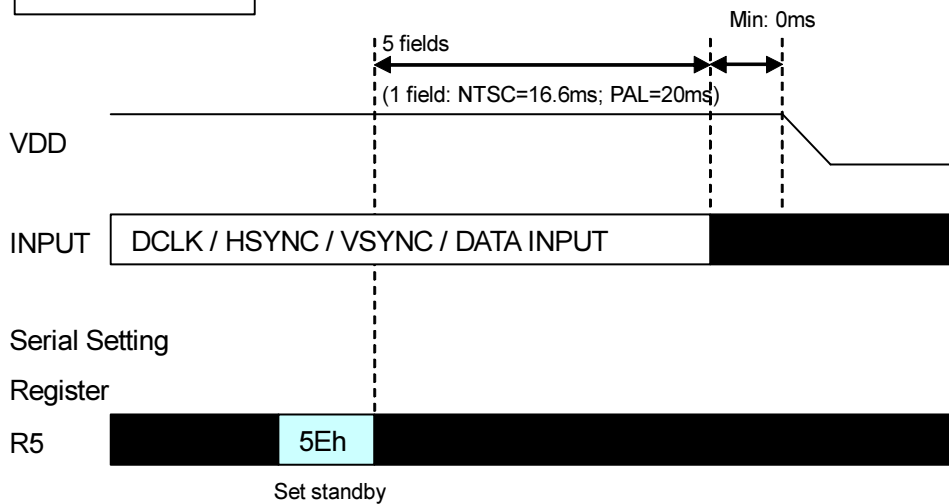 Min: 0ms
5 fields
(1 field: NTSC=16.6ms; PAL=20ms)
VDD
INPUT DCLK / HSYNC / VSYNC / DATA INPUT
Serial Setting
Register
R5 5Eh
Set standby